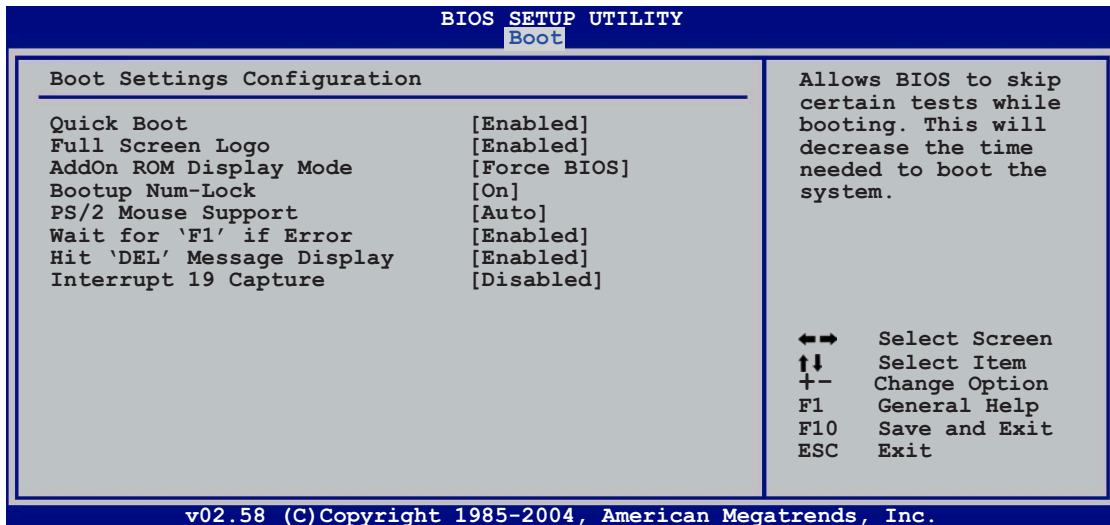 BIOS SETUP UTILITY
Boot
Boot Settings Configuration
Quick Boot [Enabled]
Full Screen Logo [Enabled]
AddOn ROM Display Mode [Force BIOS]
Bootup Num-Lock [On]
PS/2 Mouse Support [Auto]
Wait for ‘F1’ if Error [Enabled]
Hit ‘DEL’ Message Display [Enabled]
Interrupt 19 Capture [Disabled]
Allows BIOS to skip
certain tests while
booting. This will
decrease the time
needed to boot the
system.
←→ Select Screen
↑↓ Select Item
+- Change Option
F1 General Help
F10 Save and Exit
ESC Exit
v02.58 (C)Copyright 1985-2004, American Megatrends, Inc.